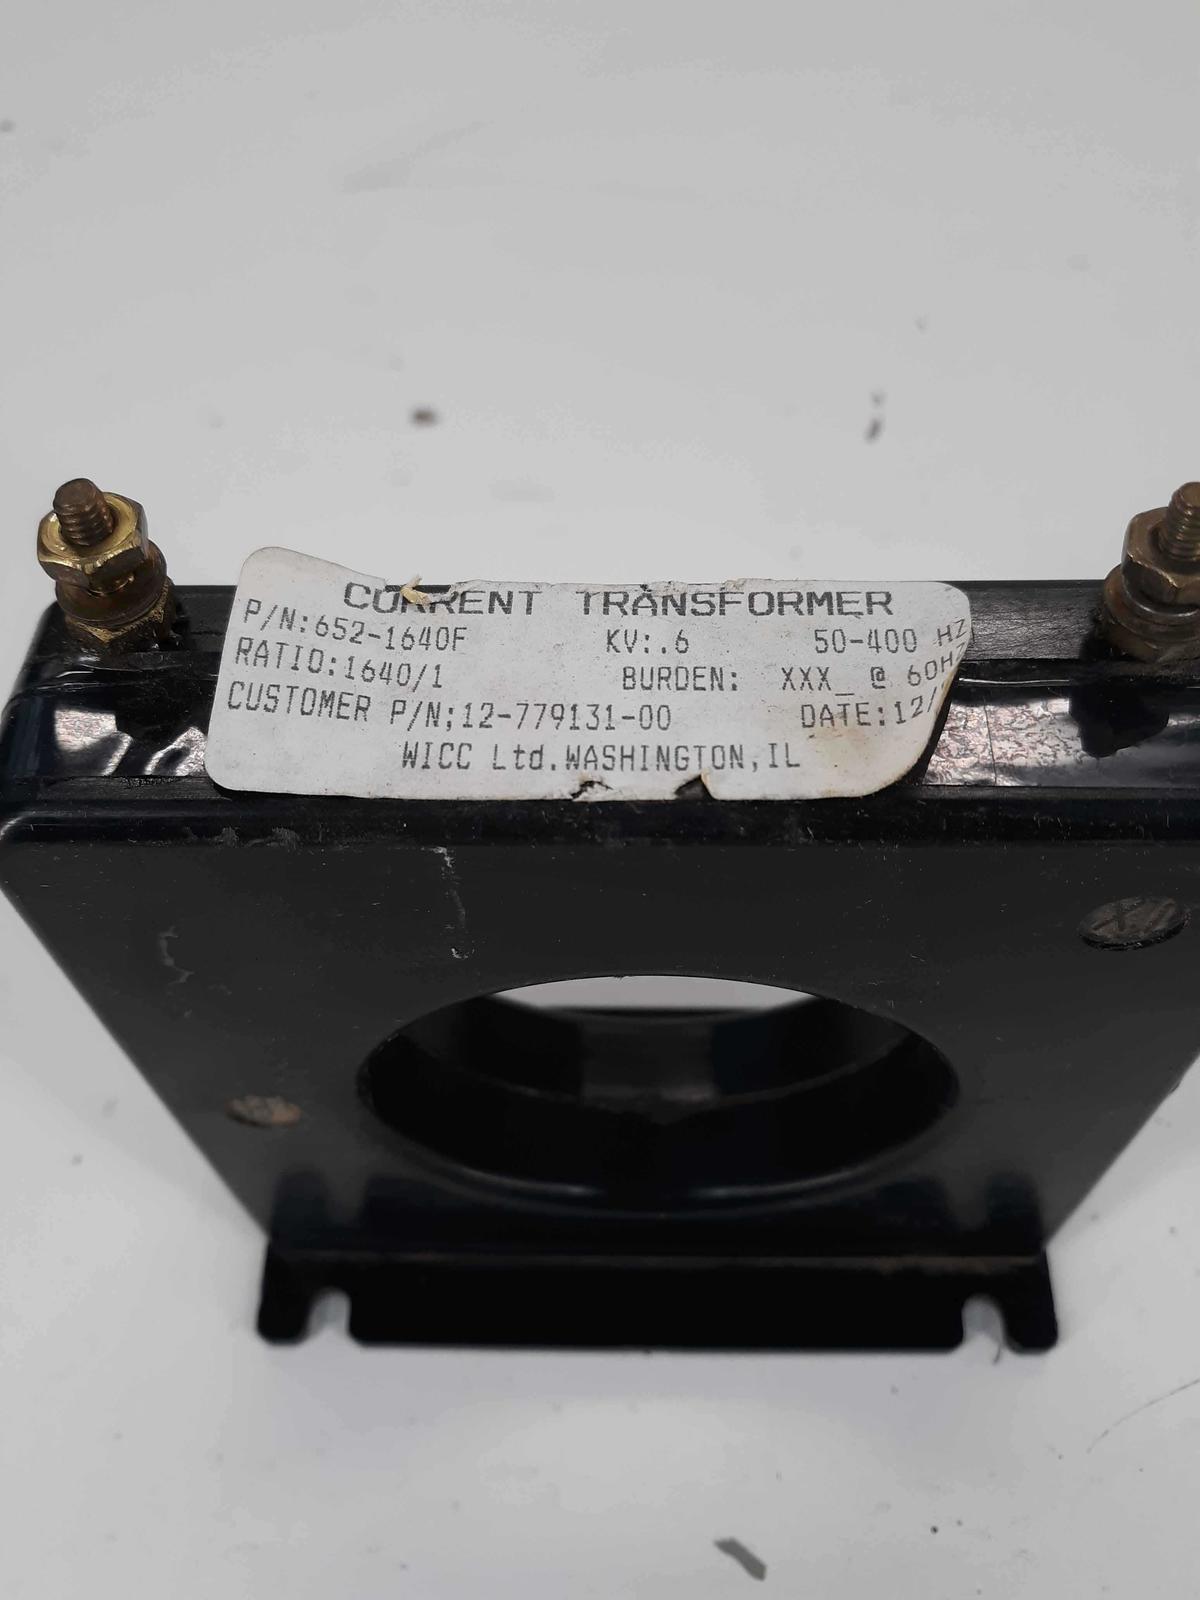 CURRENT TRANSFORMER
P/N:652-1640F KV:.6 50-400 HZ
RATIO:1640/1 BURDEN: XXX_ @ 60HZ
CUSTOMER P/N;12-779131-00 DATE:12/
WICC Ltd.WASHINGTON,IL